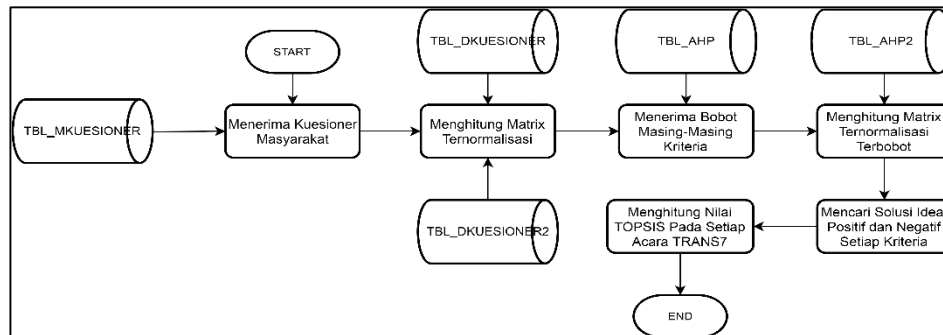 START
TBL_DKUESIONER
TBL_AHP
TBL_AHP2
TBL_MKUESIONER
Menerima Kuesioner
Masyarakat
Menghitung Matrix
Ternormalisasi
Menerima Bobot
Masing-Masing
Kriteria
Menghitung Matrix
Ternormalisasi
Terbobot
TBL_DKUESIONER2
Menghitung Nilai
TOPSIS Pada Setiap
Acara TRANS7
Mencari Solusi Ideal
Positif dan Negatif
Setiap Kriteria
END